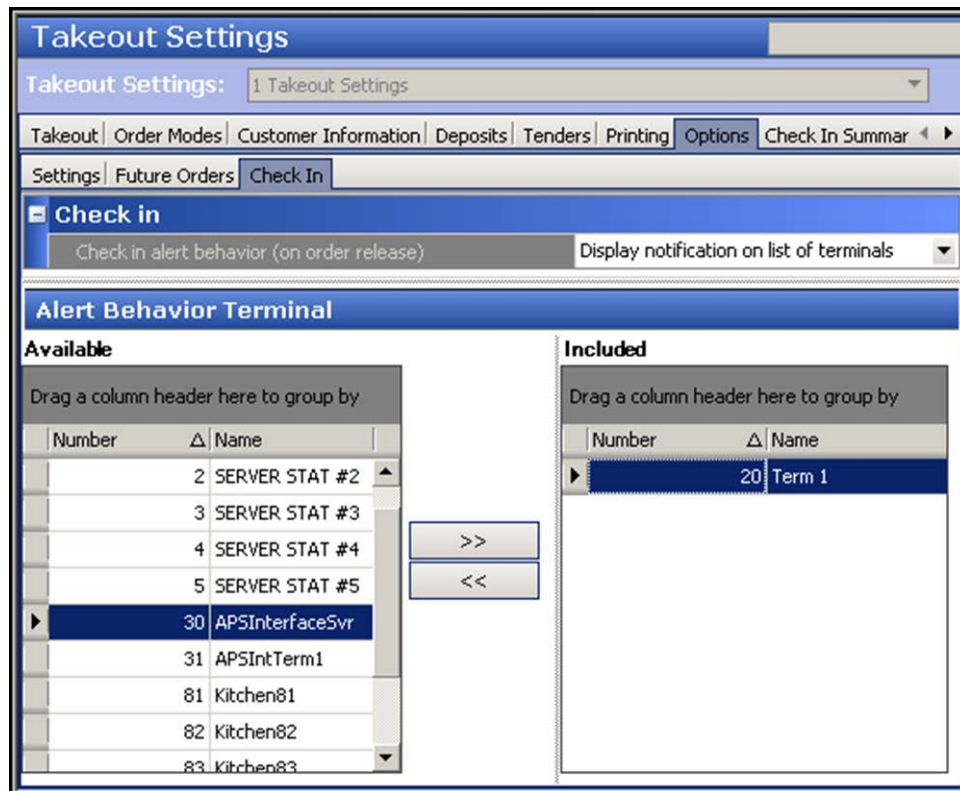 Takeout Settings
Takeout Settings: 1 Takeout Settings
Takeout Order Modes Customer Information Deposits Tenders Printing Options Check In Summar
Settings Future Orders Check In
Check in
Check in alert behavior (on order release) Display notification on list of terminals
Alert Behavior Terminal
Available Included
Drag a column header here to group by Drag a column header here to group by
Number Name Number Name
2 SERVER STAT #2 20 Term 1
3 SERVER STAT #3
>>
4 SERVER STAT #4
5 SERVER STAT #5 <<
30 APSInterfaceSvr
31 APSIntTerm1
81 Kitchen81
82 Kitchen82
83 Kitchen83